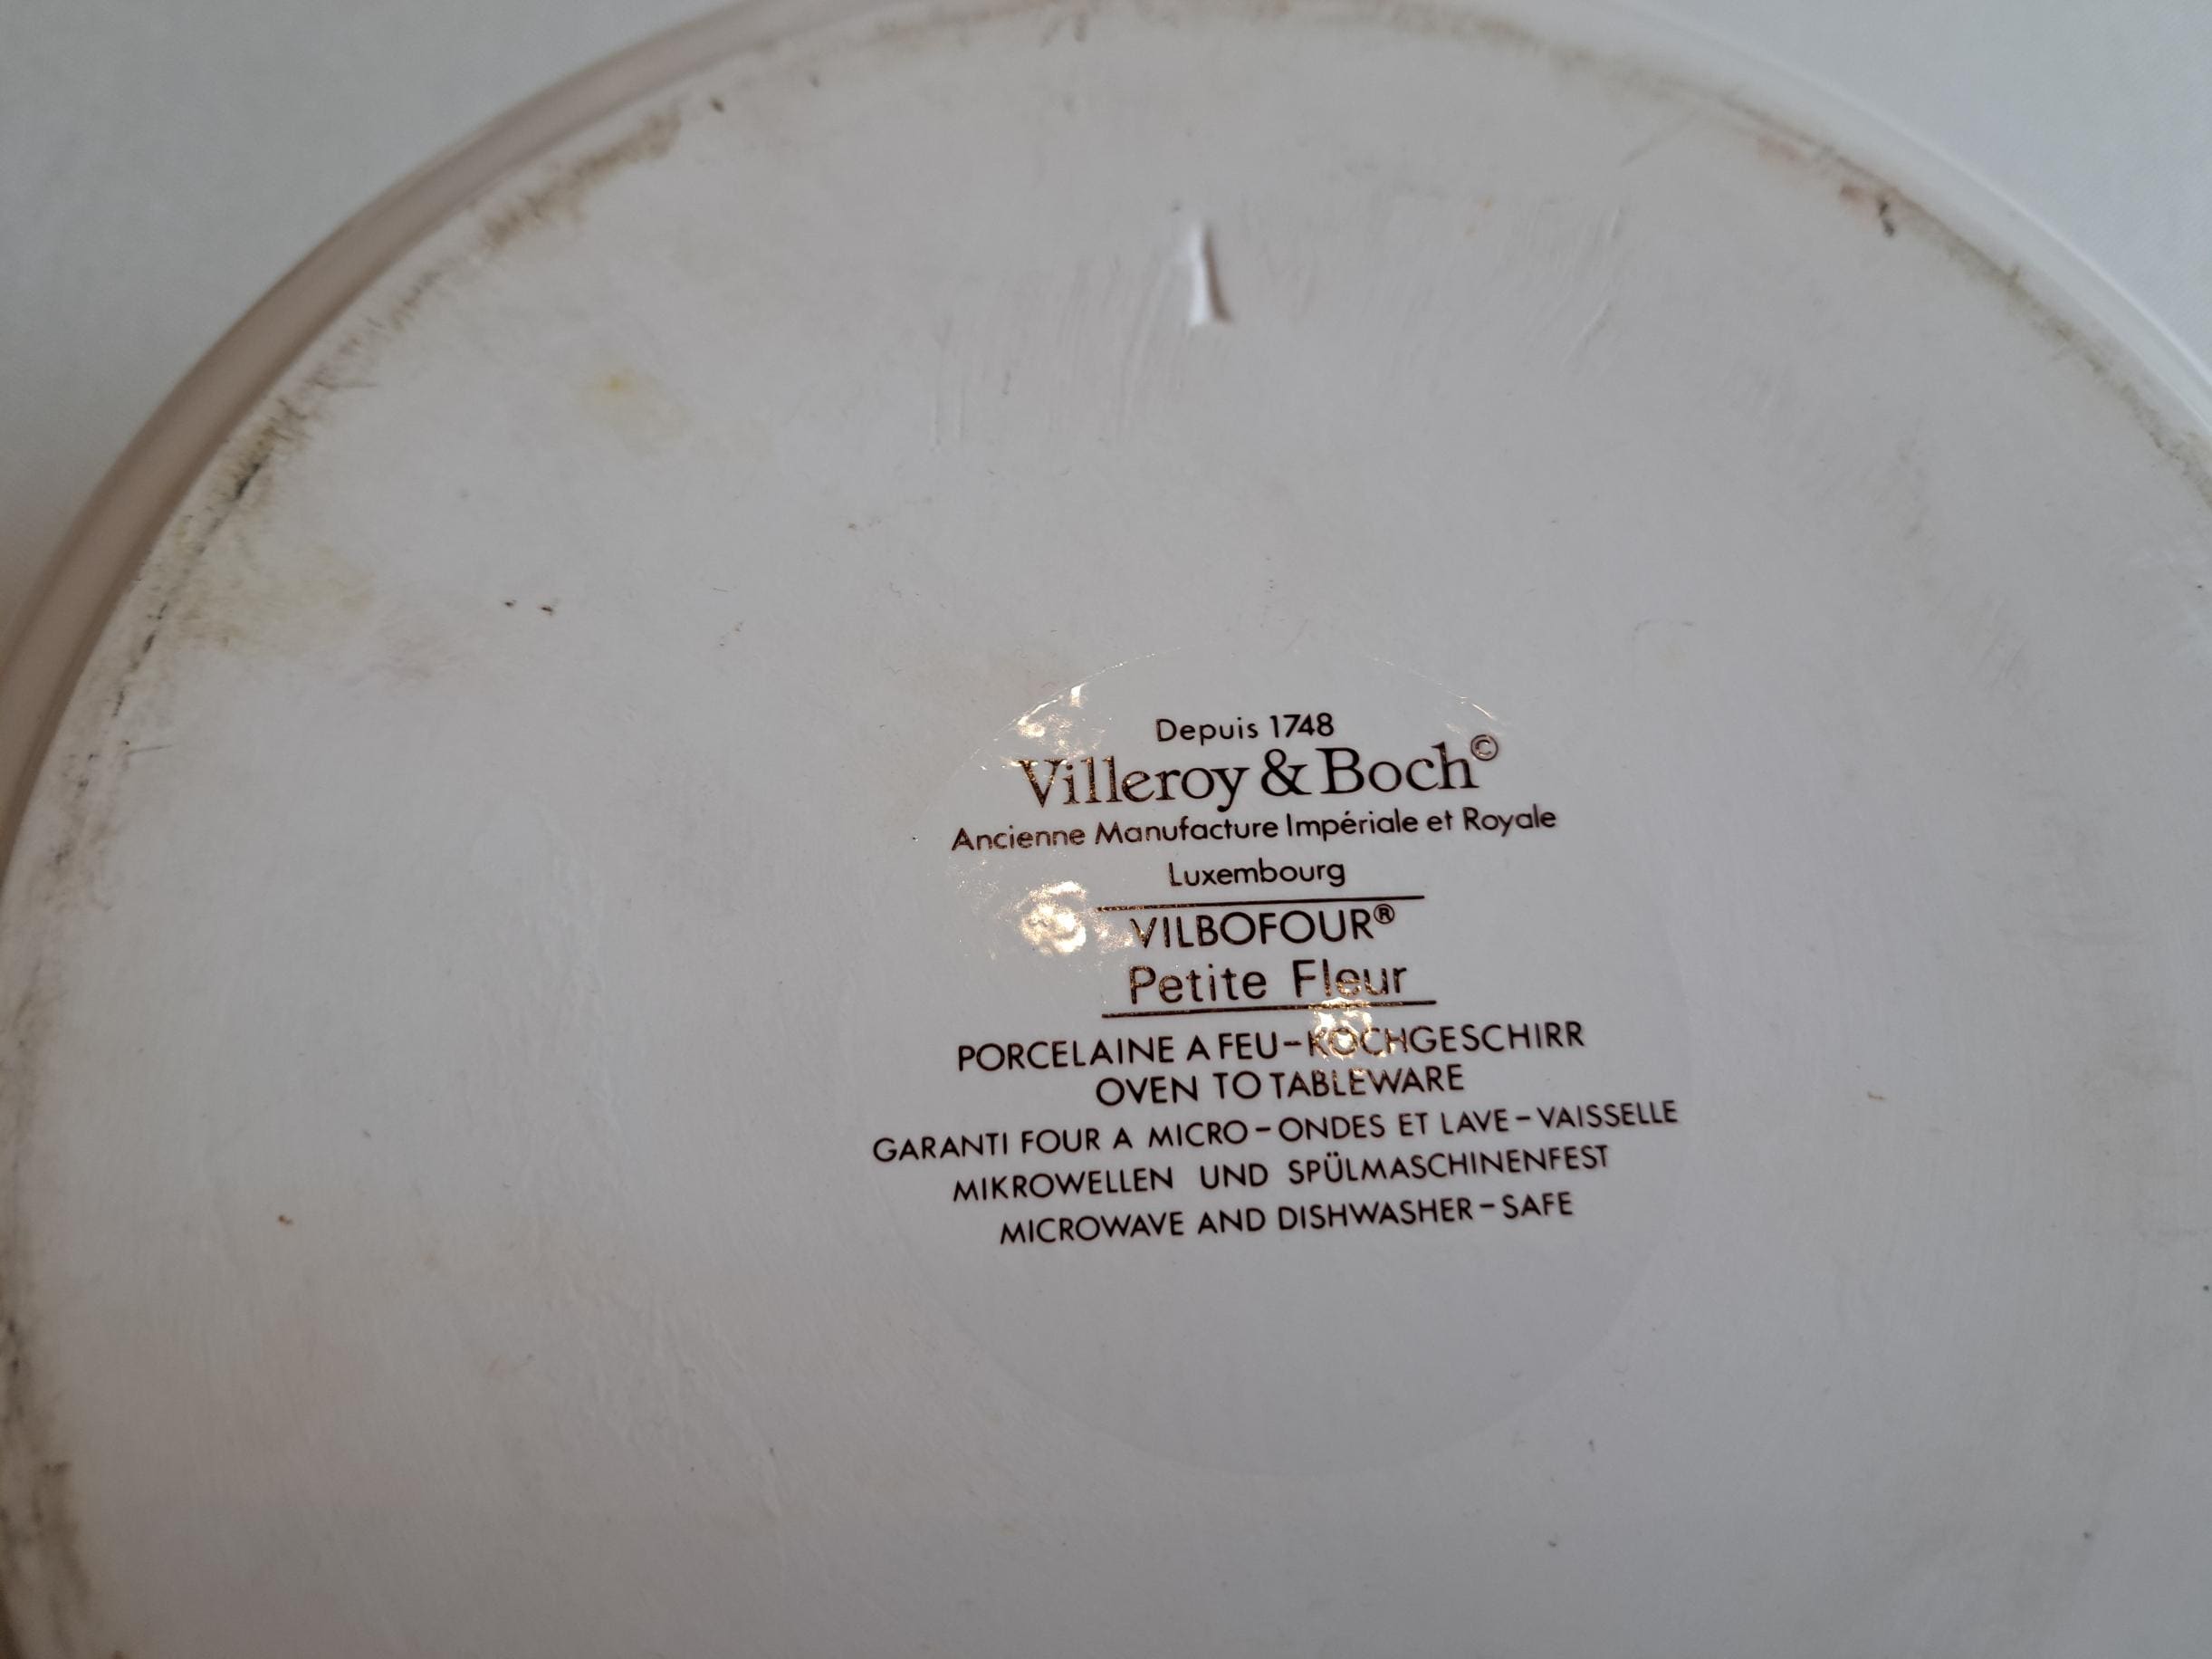 Depuis 1748
Villeroy & Boch©
Ancienne Manufacture Impériale et Royale
Luxembourg
VILBOFOUR®
Petite Fleur
PORCELAINE A FEU-KOCHGESCHIRR
OVEN TO TABLEWARE
GARANTI FOUR A MICRO-ONDES ET LAVE-VAISSELLE
MIKROWELLEN UND SPÜLMASCHINENFEST
MICROWAVE AND DISHWASHER-SAFE